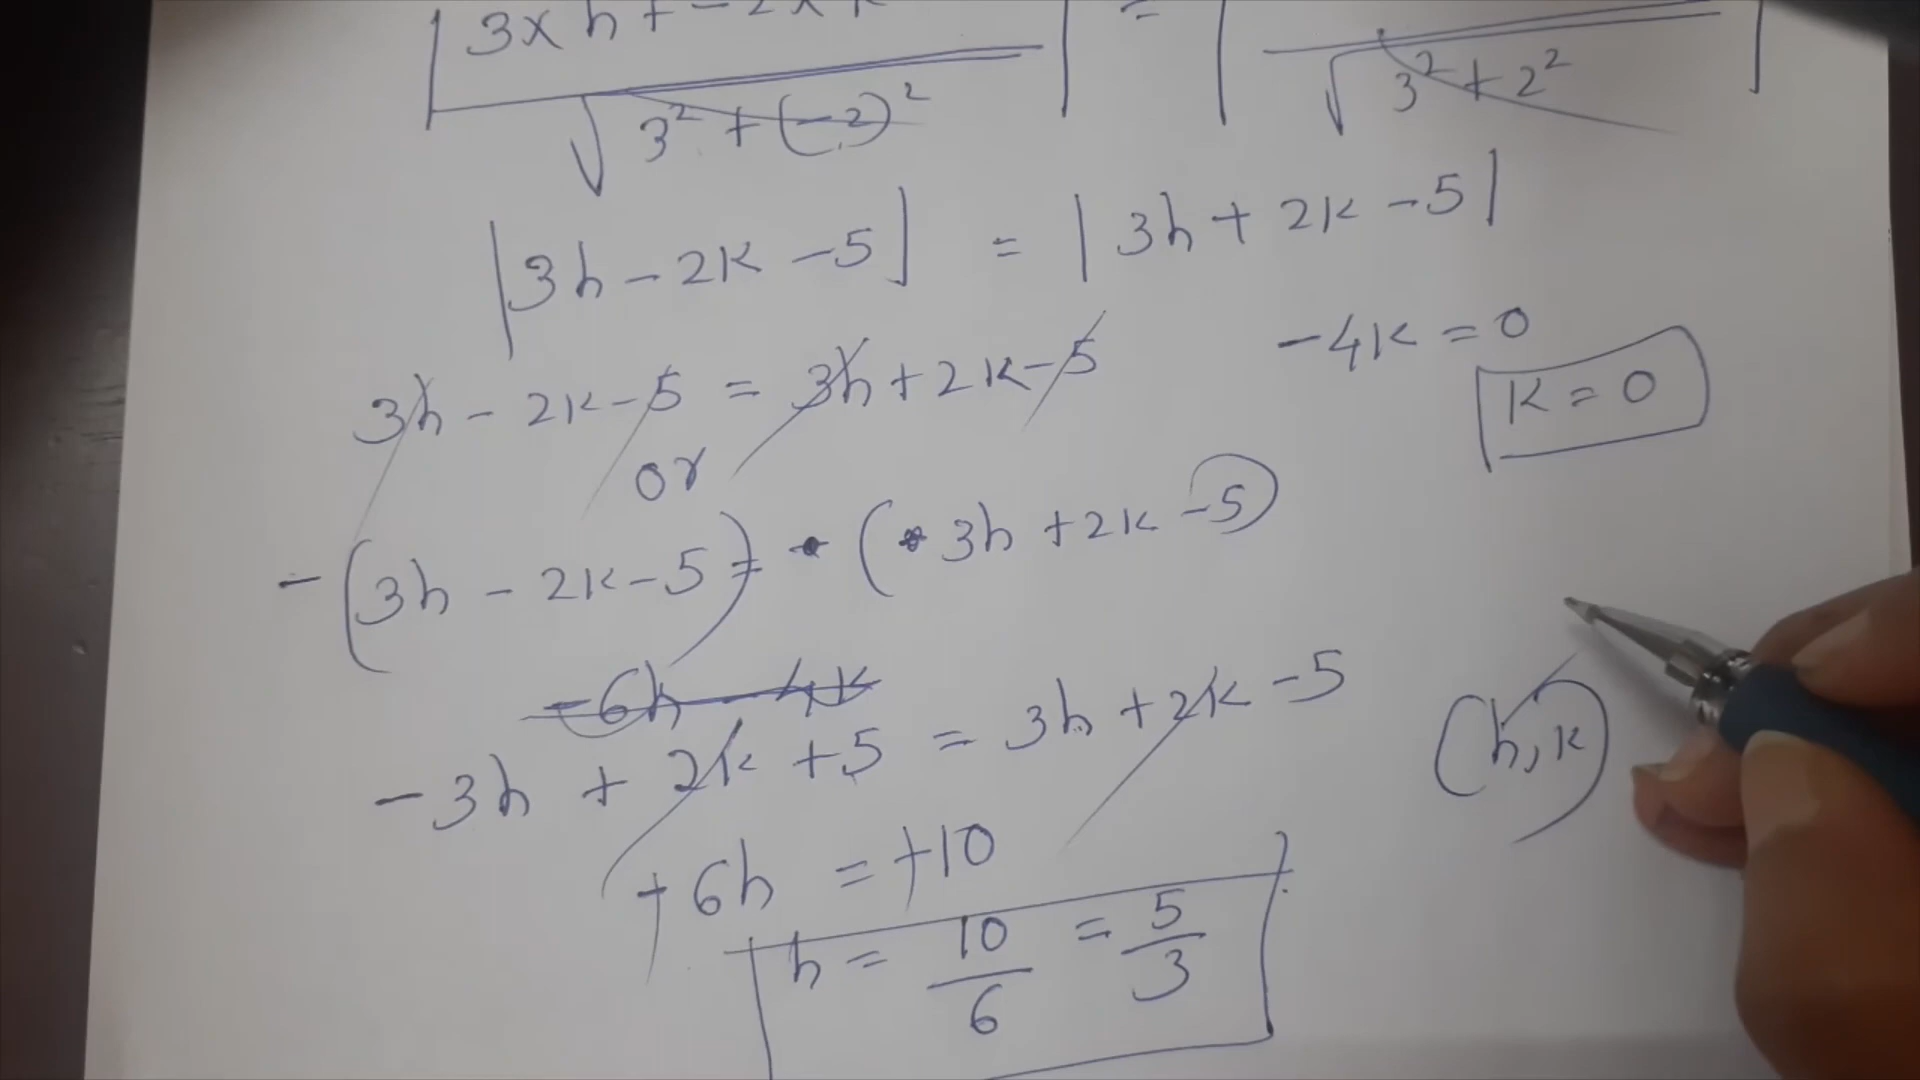 |3×h+-2×k
√3²+(-2)² | = | √3²+2² |
|3h-2k-5| = |3h+2k-5|
3h-2k-5 = 3h+2k-5
-4k=0
k=0
or
-(3h-2k-5) = (3h+2k-5)
-6h-4k
-3h+2k+5 = 3h+2k-5
(h,k)
+6h = +10
h = 10/6 = 5/3